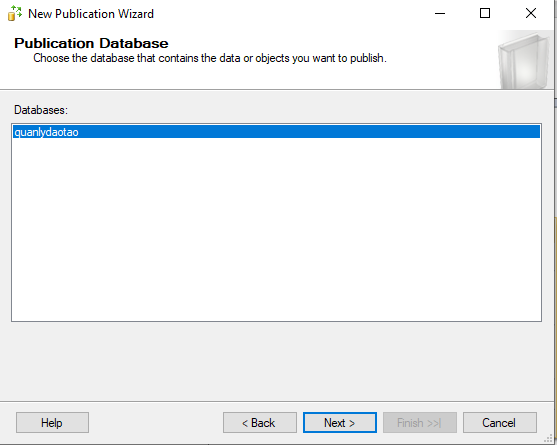 New Publication Wizard
Publication Database
Choose the database that contains the data or objects you want to publish.
Databases:
quanlydaotao
Help
< Back
Next >
Finish >>|
Cancel